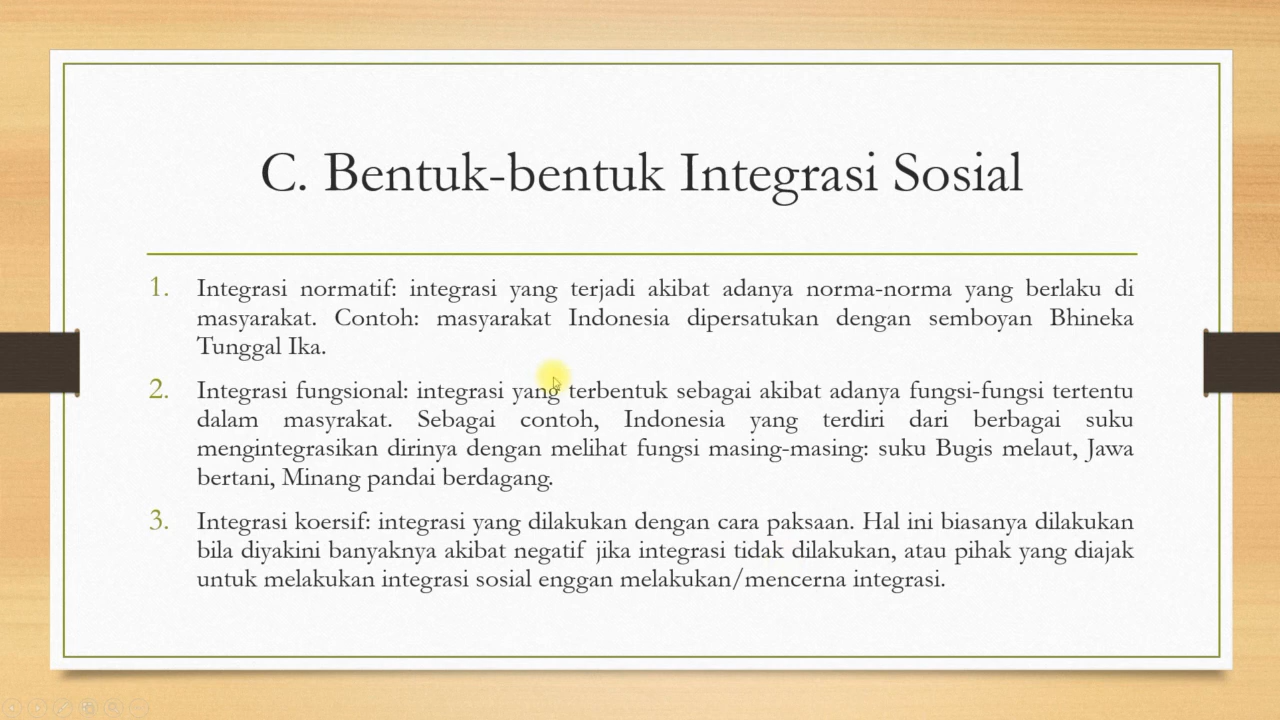 C. Bentuk-bentuk Integrasi Sosial
1. Integrasi normatif: integrasi yang terjadi akibat adanya norma-norma yang berlaku di
masyarakat. Contoh: masyarakat Indonesia dipersatukan dengan semboyan Bhineka
Tunggal Ika.
2. Integrasi fungsional: integrasi yang terbentuk sebagai akibat adanya fungsi-fungsi tertentu
dalam masyrakat. Sebagai contoh, Indonesia yang terdiri dari berbagai suku
mengintegrasikan dirinya dengan melihat fungsi masing-masing: suku Bugis melaut, Jawa
bertani, Minang pandai berdagang.
3. Integrasi koersif: integrasi yang dilakukan dengan cara paksaan. Hal ini biasanya dilakukan
bila diyakini banyaknya akibat negatif jika integrasi tidak dilakukan, atau pihak yang diajak
untuk melakukan integrasi sosial enggan melakukan/mencerna integrasi.